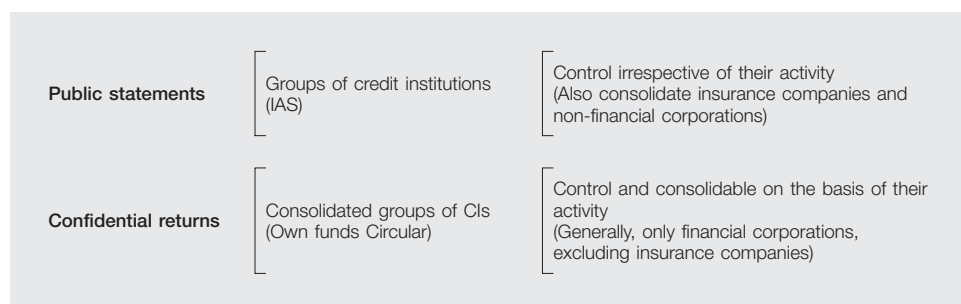 Public statements
Groups of credit institutions
(IAS)
Control irrespective of their activity
(Also consolidate insurance companies and
non-financial corporations)
Confidential returns
Consolidated groups of CIs
(Own funds Circular)
Control and consolidable on the basis of their
activity
(Generally, only financial corporations,
excluding insurance companies)